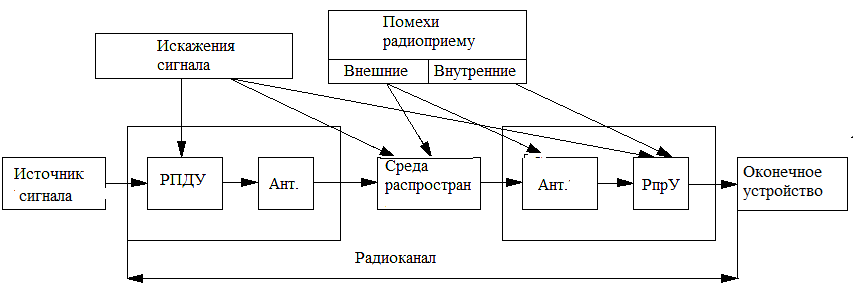 Помехи
радиоприему
Искажения
сигнала
Внешние
Внутренние
Источник
сигнала
РПДУ
Ант.
Среда
распростран
Ант.
РпрУ
Оконечное
устройство
Радиоканал